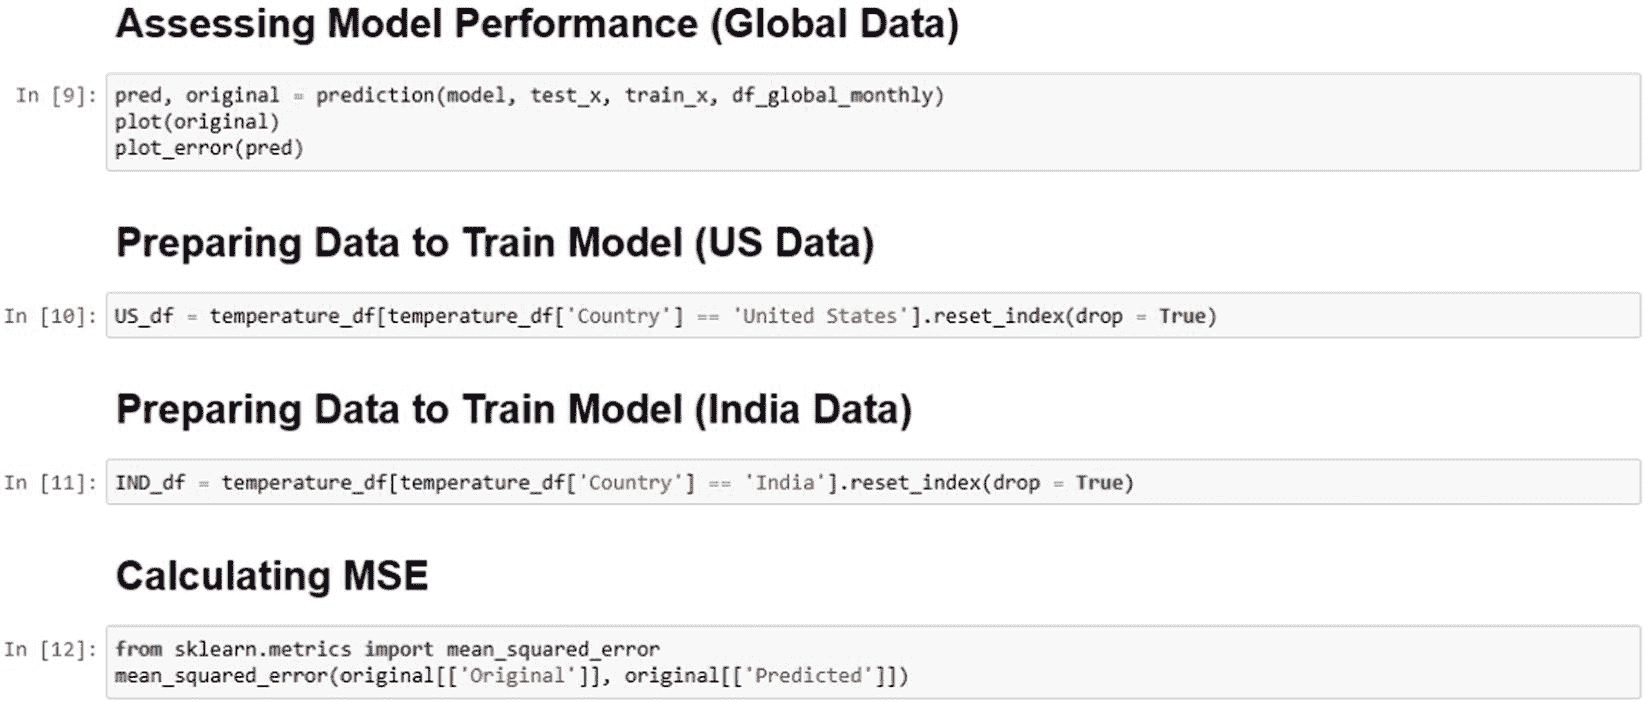 Assessing Model Performance (Global Data)
In [9]: pred, original = prediction(model, test_x, train_x, df_global_monthly)
plot(original)
plot_error(pred)
Preparing Data to Train Model (US Data)
In [10]: US_df = temperature_df[temperature_df['Country'] == 'United States'].reset_index(drop = True)
Preparing Data to Train Model (India Data)
In [11]: IND_df = temperature_df[temperature_df['Country'] == 'India'].reset_index(drop = True)
Calculating MSE
In [12]: from sklearn.metrics import mean_squared_error
mean_squared_error(original[['Original']], original[['Predicted']])